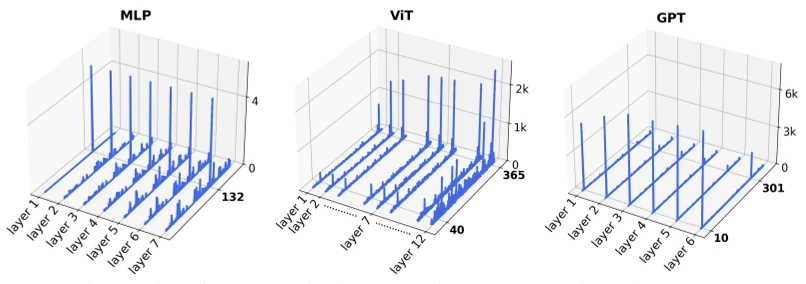 MLP
4
0
132
layer 1
layer 2
layer 3
layer 4
layer 5
layer 6
layer 7
ViT
2k
1k
0
365
40
layer 1
layer 2
layer 7
layer 12
GPT
6k
3k
0
301
10
layer 1
layer 2
layer 3
layer 4
layer 5
layer 6